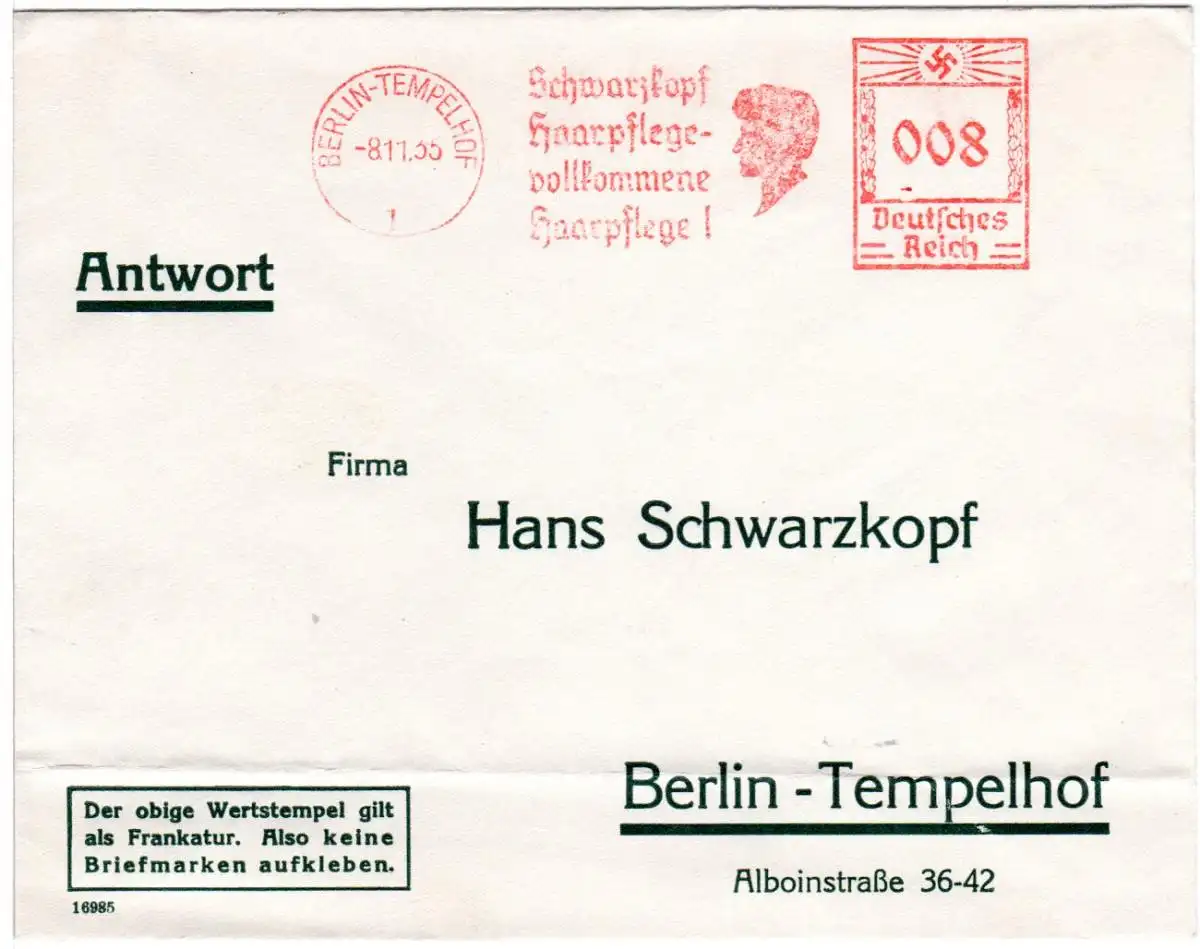 BERLIN-TEMPELHOF
-8.11.35
1
Schwarzkopf
Haarpflege-
vollkommene
Haarpflege!
008
Deutsches
Reich
Antwort
Firma
Hans Schwarzkopf
Berlin-Tempelhof
Alboinstraße 36-42
Der obige Wertstempel gilt
als Frankatur. Also keine
Briefmarken aufkleben.
16985